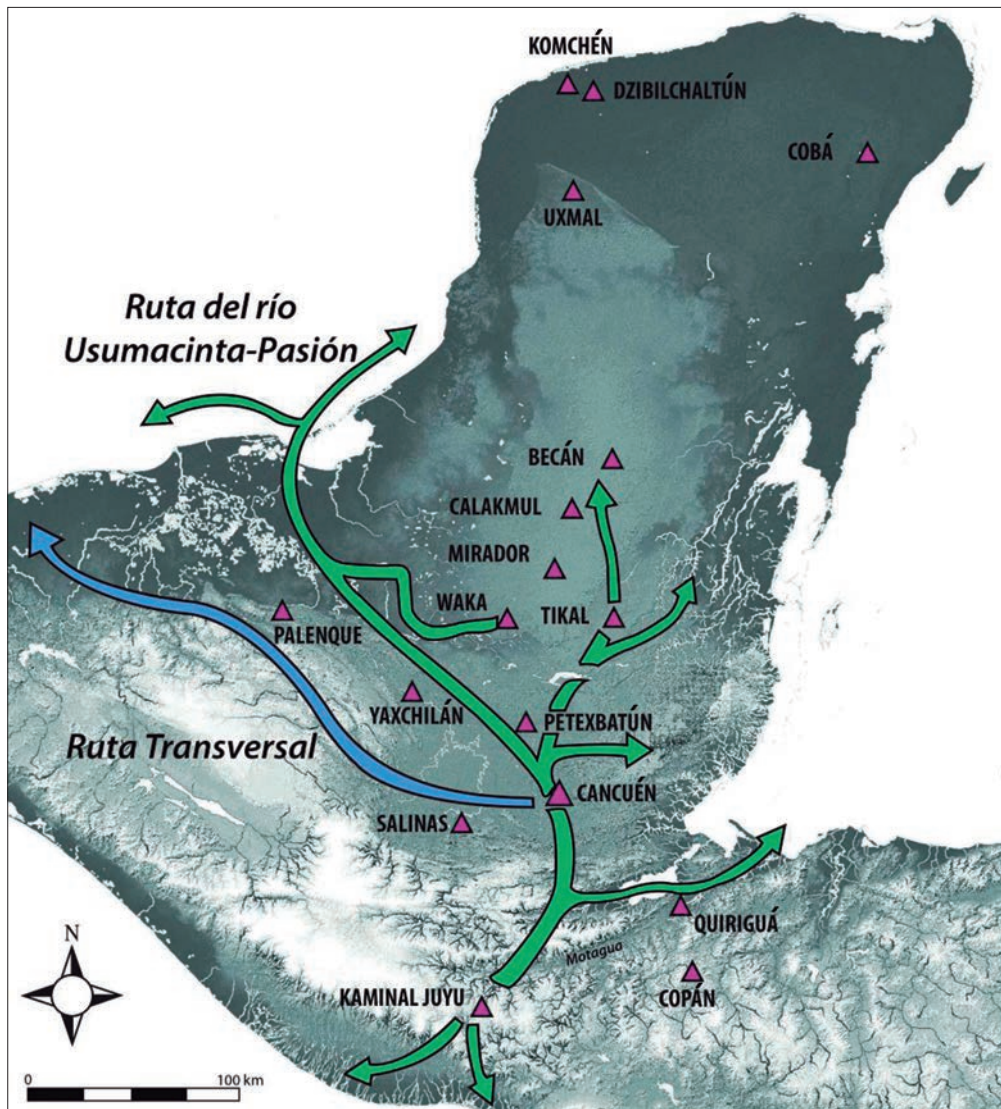 KOMCHÉN
DZIBILCHALTÚN
COBÁ
UXMAL
Ruta del río
Usumacinta-Pasión
BECÁN
CALAKMUL
MIRADOR
WAKA
TIKAL
PALENQUE
YAXCHILÁN
PETEXBATÚN
Ruta Transversal
CANCUÉN
SALINAS
QUIRIGUÁ
Motagua
N
COPÁN
KAMINAL JUYU
0
100 km